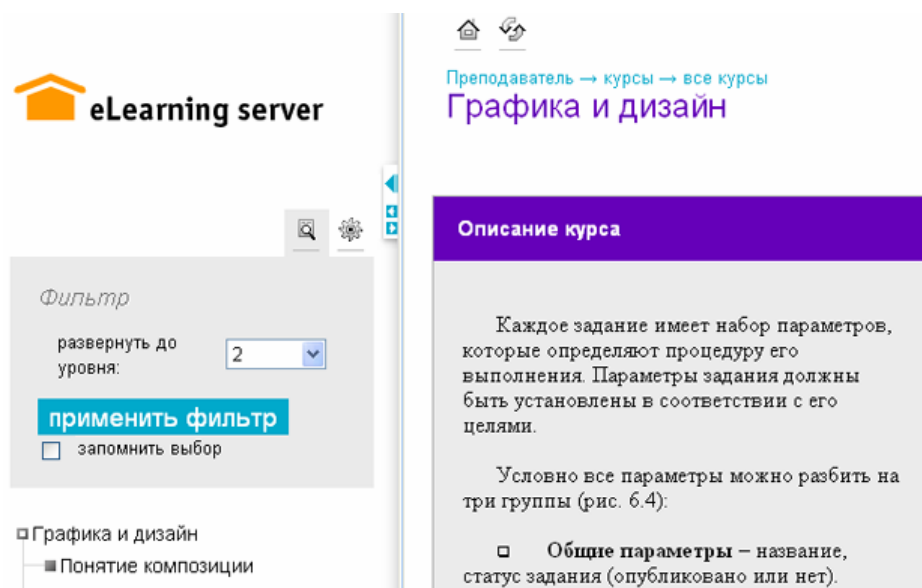 eLearning server
Фильтр
развернуть до
уровня:
2
применить фильтр
запомнить выбор
Графика и дизайн
Понятие композиции
Преподаватель → курсы → все курсы
Графика и дизайн
Описание курса
Каждое задание имеет набор параметров,
которые определяют процедуру его
выполнения. Параметры задания должны
быть установлены в соответствии с его
целями.
Условно все параметры можно разбить на
три группы (рис. 6.4):
Общие параметры – название,
статус задания (опубликовано или нет).